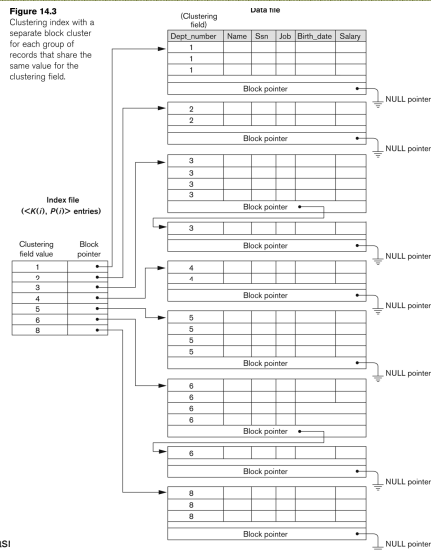 Figure 14.3
Clustering index with a
separate block cluster
for each group of
records that share the
same value for the
clustering field.
Data file
(Clustering
field)
Dept_number Name Ssn Job Birth_date Salary
1
1
1
Block pointer
NULL pointer
2
2
Block pointer
NULL pointer
3
3
3
3
Block pointer
3
Block pointer
NULL pointer
4
4
Block pointer
NULL pointer
5
5
5
5
Block pointer
NULL pointer
6
6
6
6
Block pointer
6
Block pointer
NULL pointer
8
8
8
Block pointer
NULL pointer
Index file
(<K(i), P(i)> entries)
Clustering
field value
Block
pointer
1
2
3
4
5
6
8